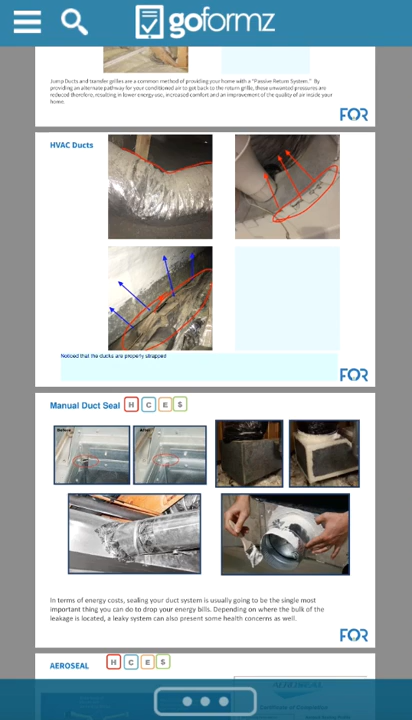 goformz
Jump Ducts and transfer grilles are a common method of providing your home with a "Passive Return System." By
providing an alternate pathway for your conditioned air to get back to the return grille, these unwanted pressures are
reduced therefore, resulting in lower energy use, increased comfort and an improvement of the quality of air inside your
home.
FOR
HVAC Ducts
Noticed that the ducts are properly strapped
FOR
Manual Duct Seal H C E S
Before
After
In terms of energy costs, sealing your duct system is usually going to be the single most
important thing you can do to drop your energy bills. Depending on where the bulk of the
leakage is located, a leaky system can also present some health concerns as well.
FOR
AEROSEAL H C E S
AEROSEAL